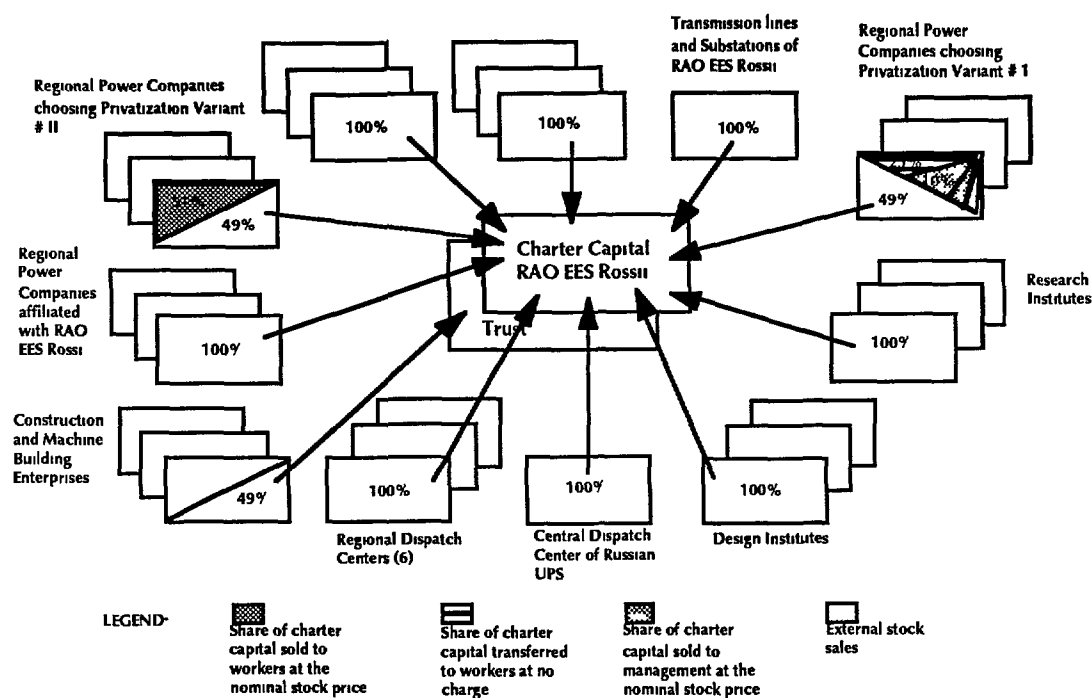 Transmission lines
and Substations of
RAO EES Rossii
Regional Power
Companies choosing
Privatization Variant # 1
Regional Power Companies
choosing Privatization Variant
# II
100%
100%
100%
49%
49%
Charter Capital
RAO EES Rossii
Trust
Regional
Power
Companies
affiliated
with RAO
EES Rossi
100%
Research
Institutes
100%
Construction
and Machine
Building
Enterprises
49%
100%
100%
100%
Regional Dispatch
Centers (6)
Central Dispatch
Center of Russian
UPS
Design Institutes
LEGEND-
Share of charter
capital sold to
workers at the
nominal stock price
Share of charter
capital transferred
to workers at no
charge
Share of charter
capital sold to
management at the
nominal stock price
External stock
sales